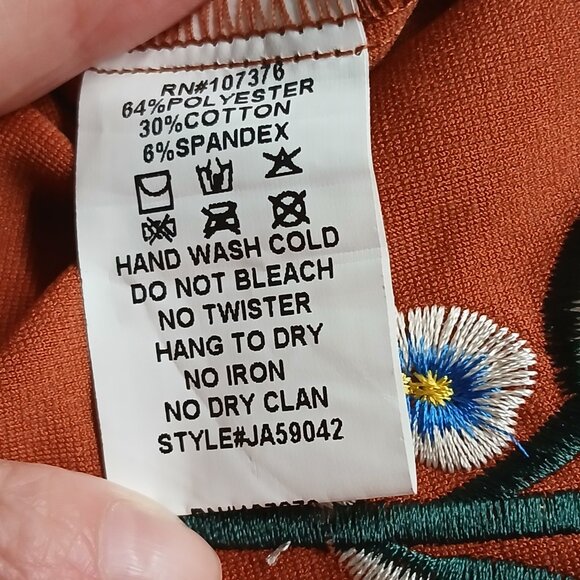 RN#107376
64%POLYESTER
30%COTTON
6%SPANDEX
HAND WASH COLD
DO NOT BLEACH
NO TWISTER
HANG TO DRY
NO IRON
NO DRY CLAN
STYLE#JA59042